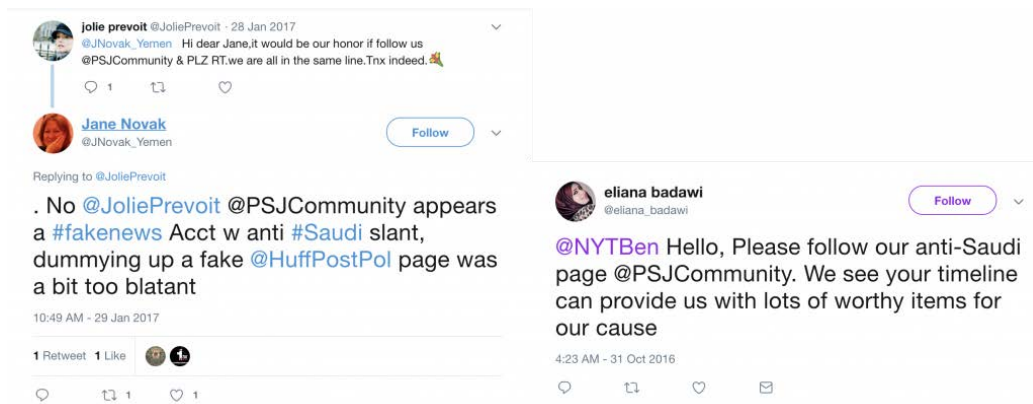 jolie prevoit @JoliePrevoit · 28 Jan 2017
@JNovak_Yemen Hi dear Jane,it would be our honor if follow us
@PSJCommunity & PLZ RT.we are all in the same line.Tnx indeed.💐
1
Jane Novak
@JNovak_Yemen
Follow
Replying to @JoliePrevoit
. No @JoliePrevoit @PSJCommunity appears
a #fakenews Acct w anti #Saudi slant,
dummying up a fake @HuffPostPol page was
a bit too blatant
10:49 AM - 29 Jan 2017
1 Retweet 1 Like
1 1
eliana badawi
@eliana_badawi
Follow
@NYTBen Hello, Please follow our anti-Saudi
page @PSJCommunity. We see your timeline
can provide us with lots of worthy items for
our cause
4:23 AM - 31 Oct 2016